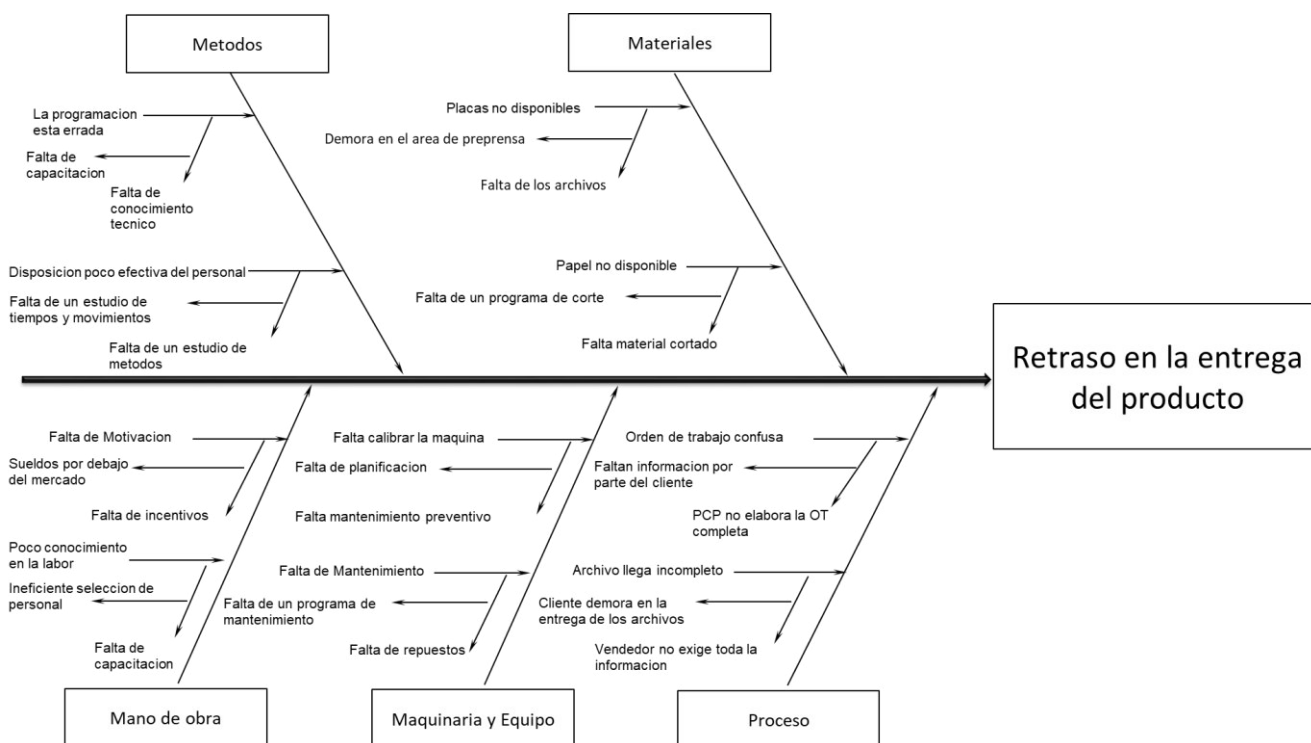 Metodos
Materiales
La programacion
esta errada
Falta de
capacitacion
Falta de
conocimiento
tecnico
Disposicion poco efectiva del personal
Falta de un estudio de
tiempos y movimientos
Falta de un estudio de
metodos
Placas no disponibles
Demora en el area de preprensa
Falta de los archivos
Papel no disponible
Falta de un programa de corte
Falta material cortado
Retraso en la entrega
del producto
Falta de Motivacion
Sueldos por debajo
del mercado
Falta de incentivos
Poco conocimiento
en la labor
Ineficiente seleccion de
personal
Falta de
capacitacion
Falta calibrar la maquina
Falta de planificacion
Falta mantenimiento preventivo
Falta de Mantenimiento
Falta de un programa de
mantenimiento
Falta de repuestos
Orden de trabajo confusa
Faltan informacion por
parte del cliente
PCP no elabora la OT
completa
Archivo llega incompleto
Cliente demora en la
entrega de los archivos
Vendedor no exige toda la
informacion
Mano de obra
Maquinaria y Equipo
Proceso